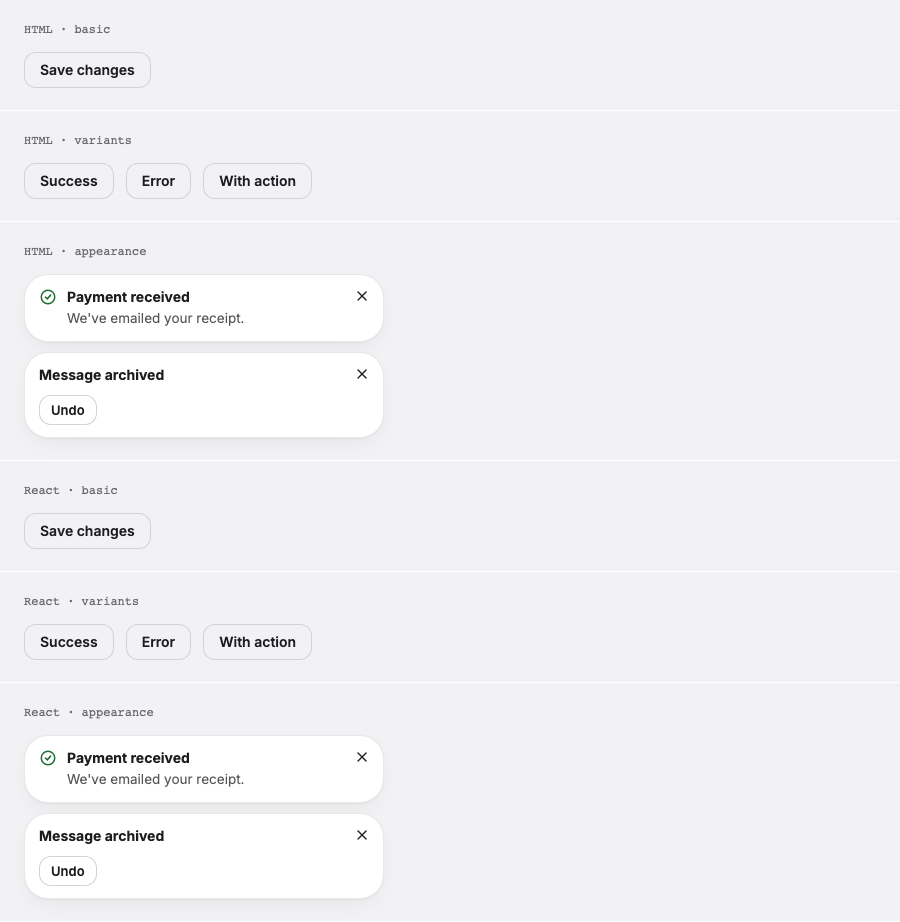 HTML · basic
Save changes
HTML · variants
Success Error With action
HTML · appearance
Payment received
We've emailed your receipt.
Message archived
Undo
React · basic
Save changes
React · variants
Success Error With action
React · appearance
Payment received
We've emailed your receipt.
Message archived
Undo